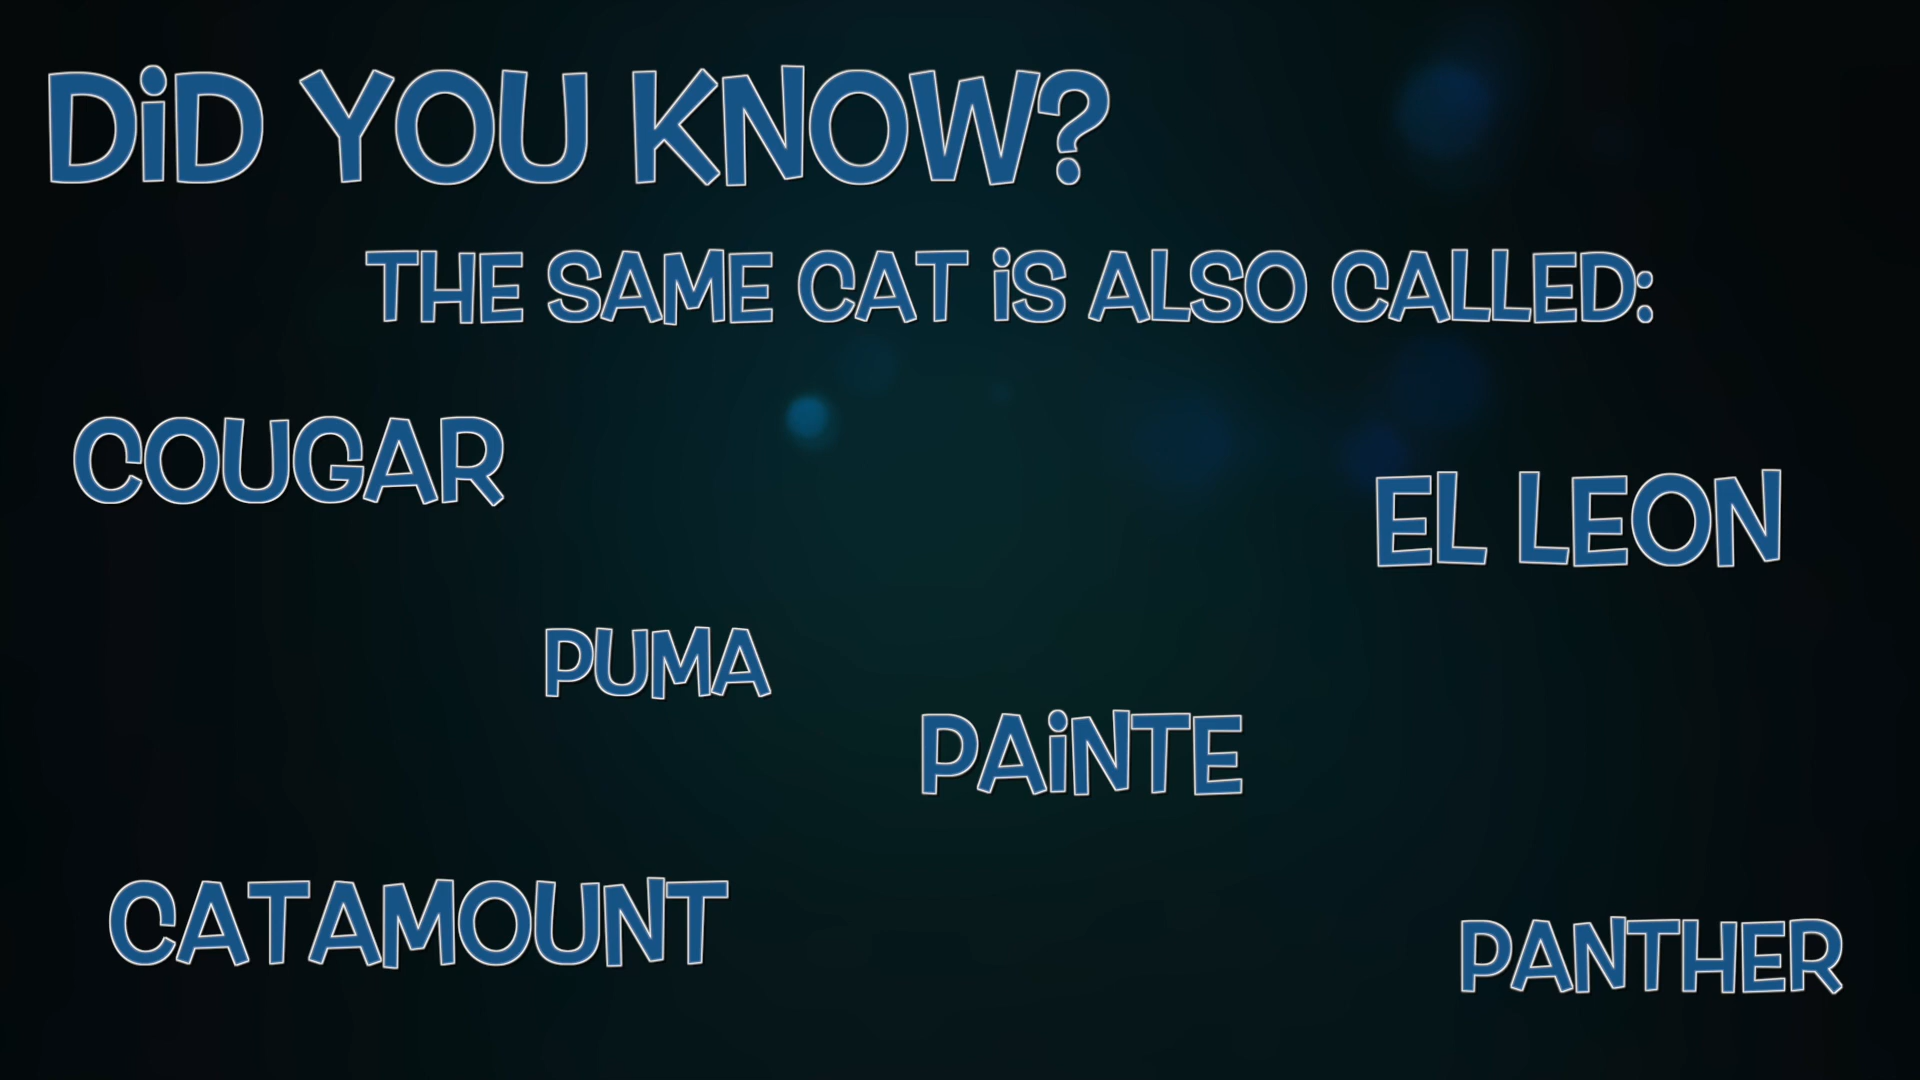 DiD YOU KNOW?
THE SAME CAT iS ALSO CALLED:
COUGAR
EL LEON
PUMA
PAiNTE
CATAMOUNT
PANTHER